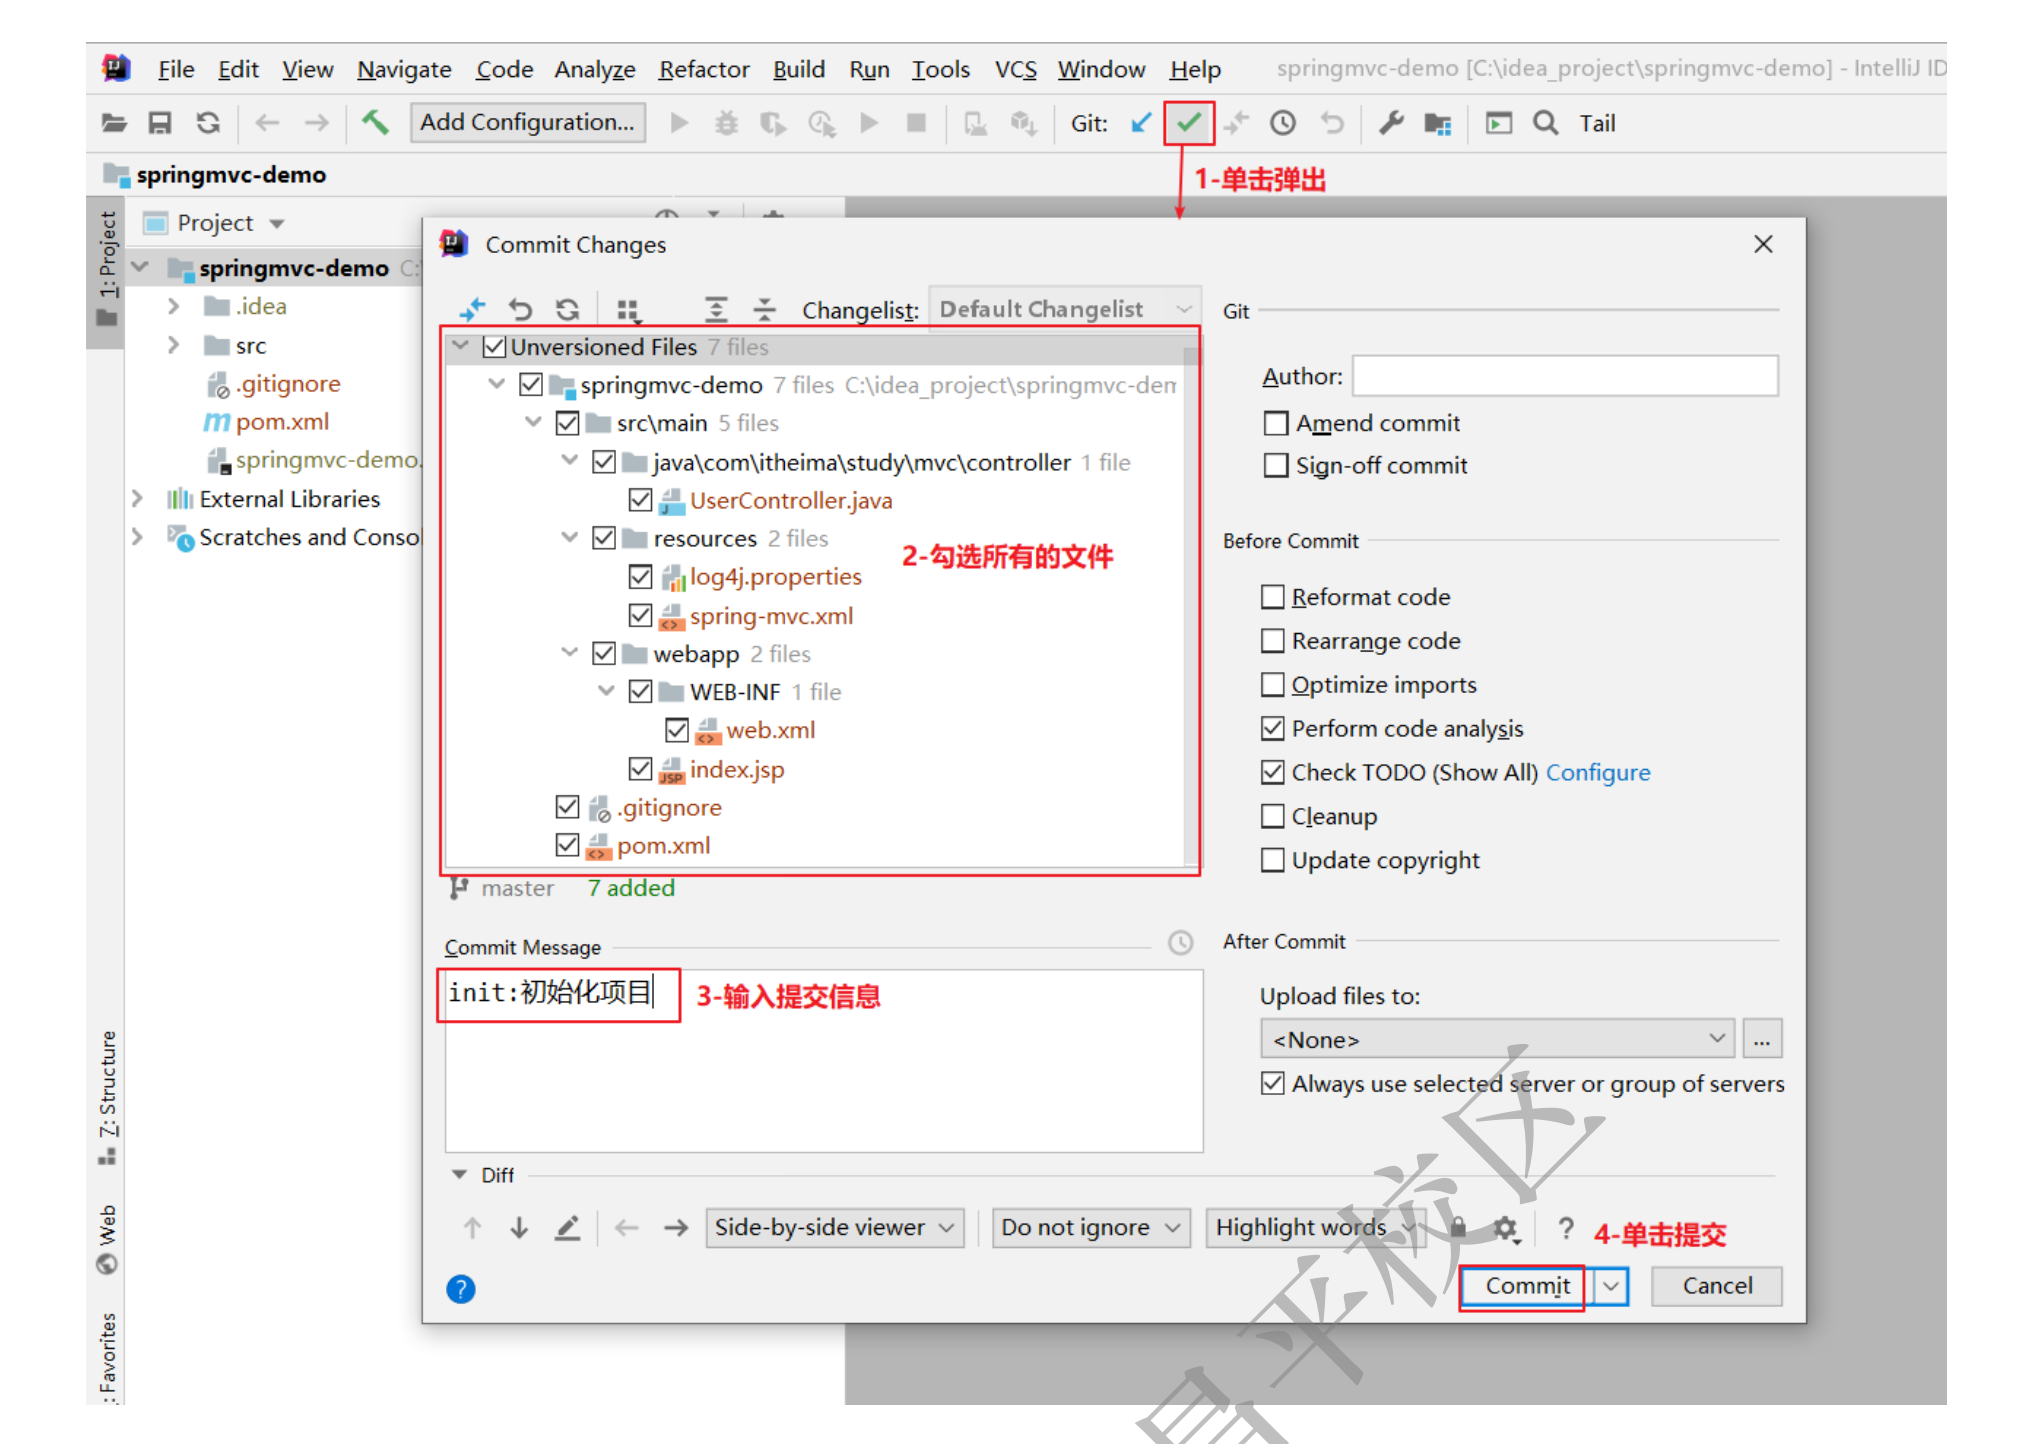 File Edit View Navigate Code Analyze Refactor Build Run Tools VCS Window Help springmvc-demo [C:\idea_project\springmvc-demo] - IntelliJ ID
Add Configuration... Git: Tail
springmvc-demo
1-单击弹出
1: Project
Project
springmvc-demo C:
.idea
src
.gitignore
pom.xml
springmvc-demo.
External Libraries
Scratches and Consol
Commit Changes
Changelist: Default Changelist
Unversioned Files 7 files
springmvc-demo 7 files C:\idea_project\springmvc-dem
src\main 5 files
java\com\itheima\study\mvc\controller 1 file
UserController.java
resources 2 files
2-勾选所有的文件
log4j.properties
spring-mvc.xml
webapp 2 files
WEB-INF 1 file
web.xml
index.jsp
.gitignore
pom.xml
master 7 added
Commit Message
init:初始化项目
3-输入提交信息
Git
Author:
Amend commit
Sign-off commit
Before Commit
Reformat code
Rearrange code
Optimize imports
Perform code analysis
Check TODO (Show All) Configure
Cleanup
Update copyright
After Commit
Upload files to:
<None> ...
Always use selected server or group of servers
Diff
Side-by-side viewer Do not ignore Highlight words ?
4-单击提交
? Commit Cancel
7: Structure
Web
: Favorites
昌平校区